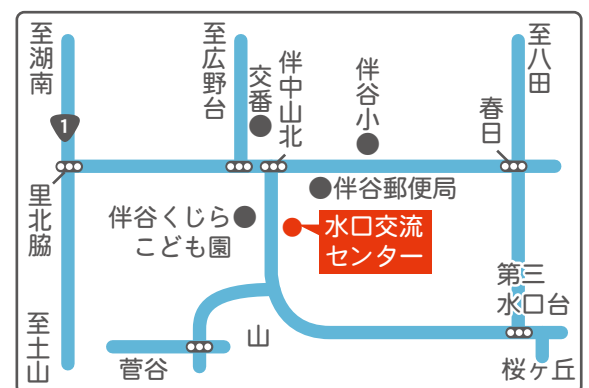 至湖南
至広野台
交番
伴中山北
伴谷小
春日
至八田
1
里北脇
伴谷郵便局
伴谷くじら
こども園
水口交流
センター
第三
水口台
至土山
菅谷
山
桜ヶ丘